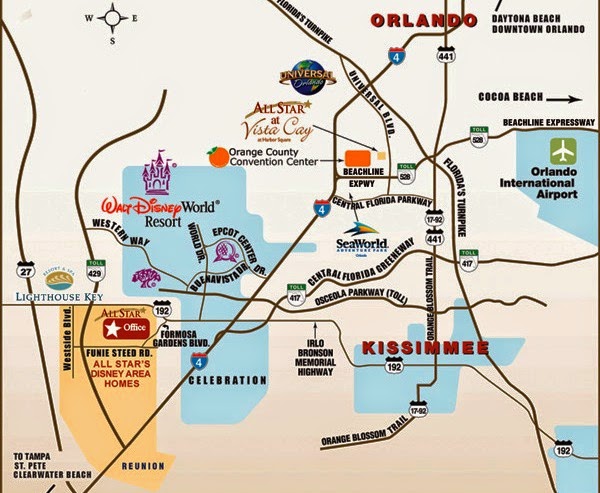 N
W
E
S
FLORIDA'S TURNPIKE
ORLANDO
DAYTONA BEACH
DOWNTOWN ORLANDO
4
441
UNIVERSAL
Orlando
UNIVERSAL BLVD.
COCOA BEACH
ALL STAR
at
Vista Cay
at Harbor Square
BEACHLINE EXPRESSWAY
TOLL
528
Orange County
Convention Center
BEACHLINE
EXPWY
TOLL
528
FLORIDA'S TURNPIKE
Orlando
International
Airport
WALT DISNEY World®
Resort
4
CENTRAL FLORIDA PARKWAY
17-92
441
SeaWorld
ADVENTURE PARK
Orlando
WESTERN WAY
WORLD DR.
EPCOT CENTER DR.
BUENAVISTA DR.
CENTRAL FLORIDA GREENEWAY
TOLL
417
27
TOLL
429
RESORT & SPA
LIGHTHOUSE KEY
TOLL
417
OSCEOLA PARKWAY (TOLL)
ORANGE BLOSSOM TRAIL
Westside Blvd.
ALL STAR
Office
192
FORMOSA
GARDENS BLVD.
FUNIE STEED RD.
ALL STAR'S
DISNEY AREA
HOMES
4
CELEBRATION
IRLO
BRONSON
MEMORIAL
HIGHWAY
KISSIMMEE
192
17-92
ORANGE BLOSSOM TRAIL
17-92
192
TO TAMPA
ST. PETE
CLEARWATER BEACH
REUNION